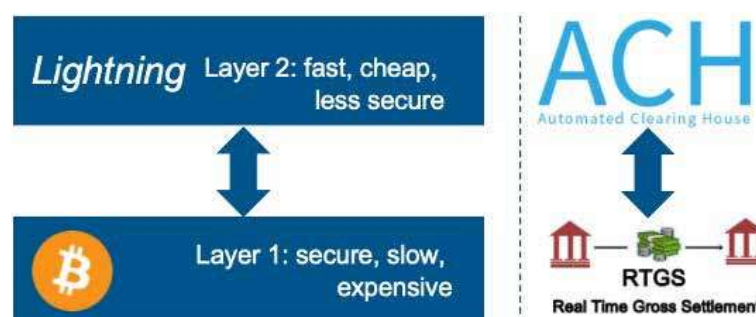 Lightning Layer 2: fast, cheap,
less secure
ACH
Automated Clearing House
Layer 1: secure, slow,
expensive
RTGS
Real Time Gross Settlement